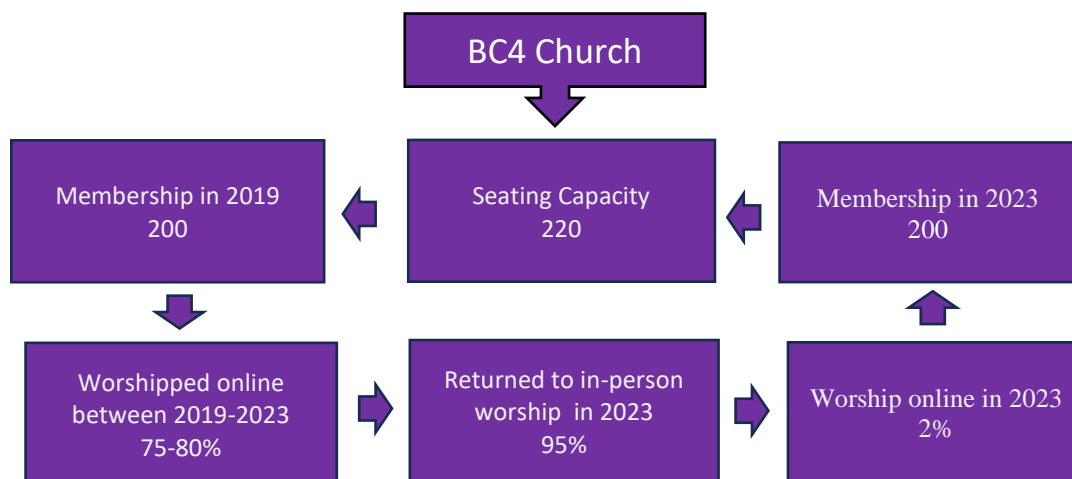 BC4 Church
Membership in 2019
200
Seating Capacity
220
Membership in 2023
200
Worshipped online
between 2019-2023
75-80%
Returned to in-person
worship in 2023
95%
Worship online in 2023
2%